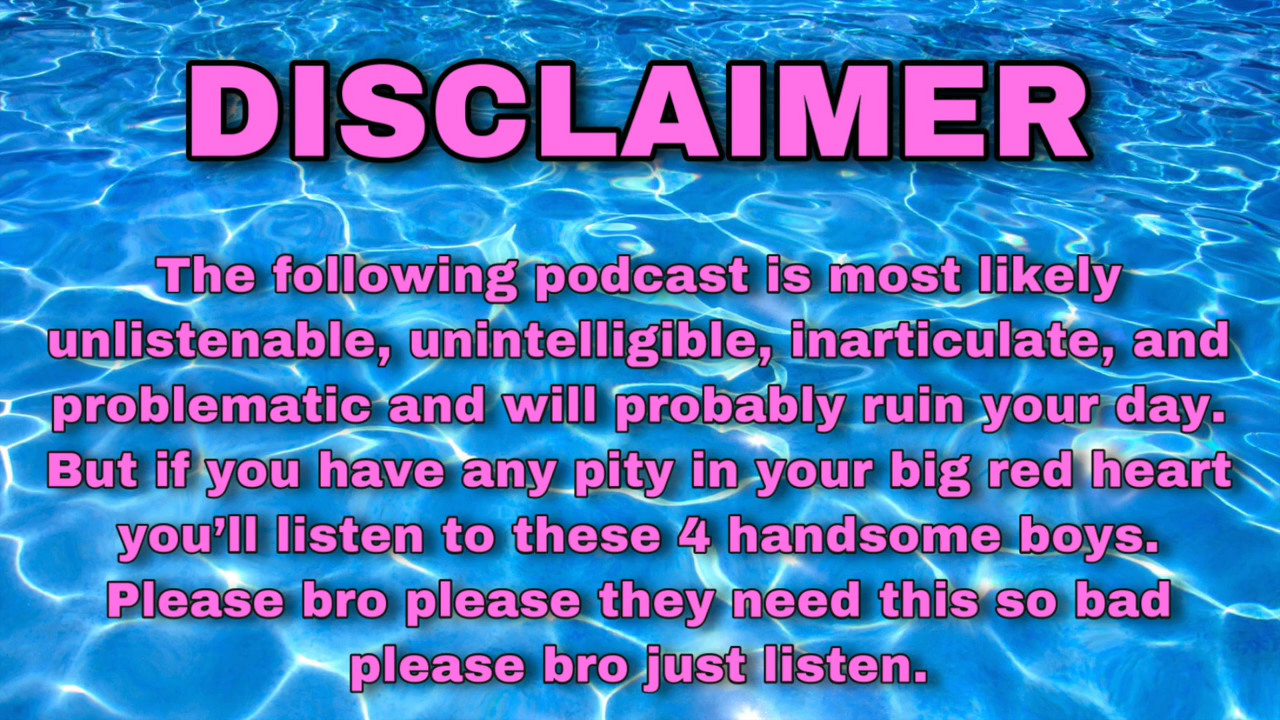 DISCLAIMER
The following podcast is most likely
unlistenable, unintelligible, inarticulate, and
problematic and will probably ruin your day.
But if you have any pity in your big red heart
you’ll listen to these 4 handsome boys.
Please bro please they need this so bad
please bro just listen.